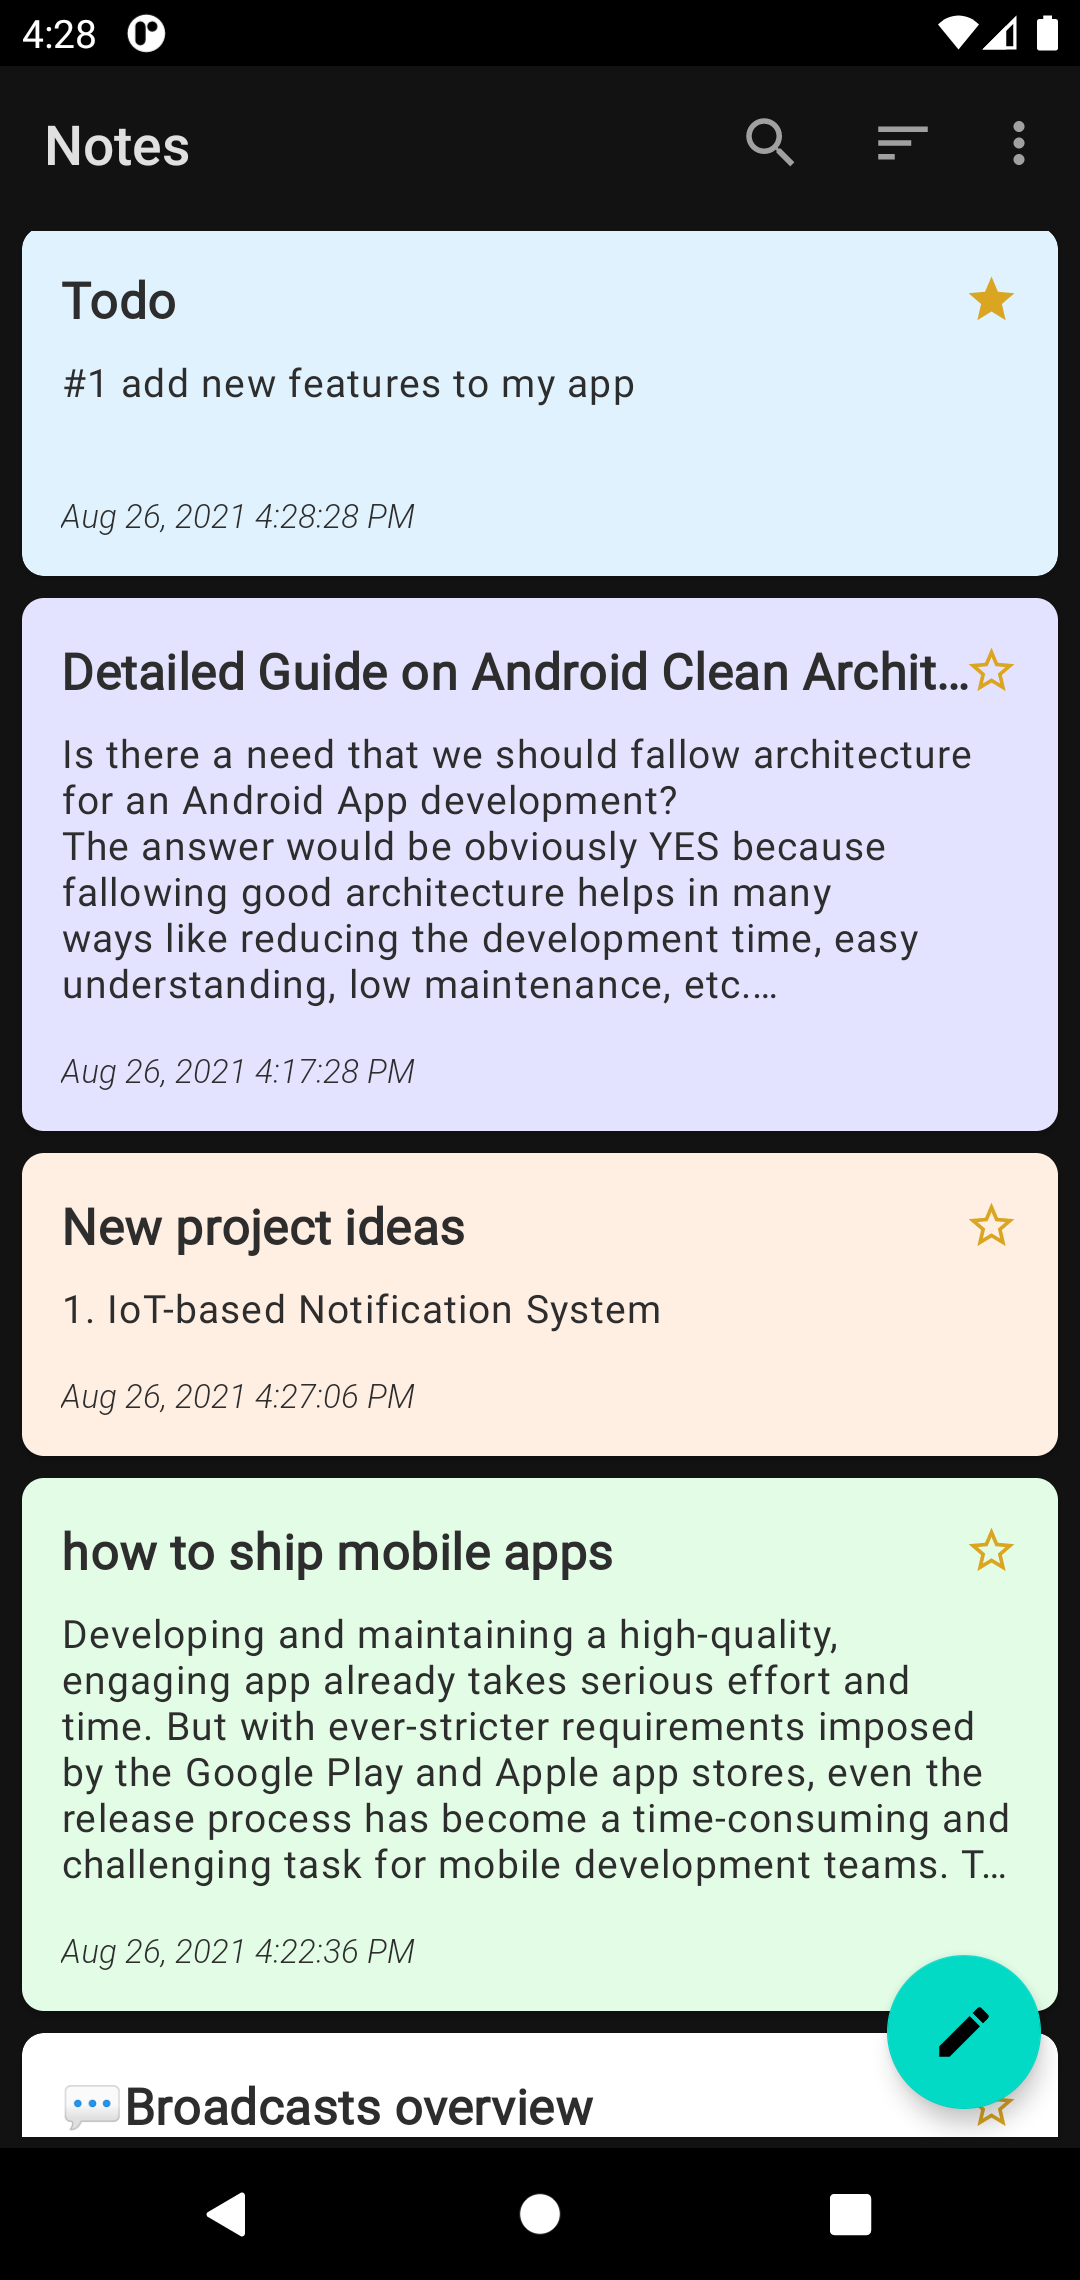 4:28
Notes
Todo
#1 add new features to my app
Aug 26, 2021 4:28:28 PM
Detailed Guide on Android Clean Archit...
Is there a need that we should fallow architecture
for an Android App development?
The answer would be obviously YES because
fallowing good architecture helps in many
ways like reducing the development time, easy
understanding, low maintenance, etc....
Aug 26, 2021 4:17:28 PM
New project ideas
1. IoT-based Notification System
Aug 26, 2021 4:27:06 PM
how to ship mobile apps
Developing and maintaining a high-quality,
engaging app already takes serious effort and
time. But with ever-stricter requirements imposed
by the Google Play and Apple app stores, even the
release process has become a time-consuming and
challenging task for mobile development teams. T...
Aug 26, 2021 4:22:36 PM
💬Broadcasts overview